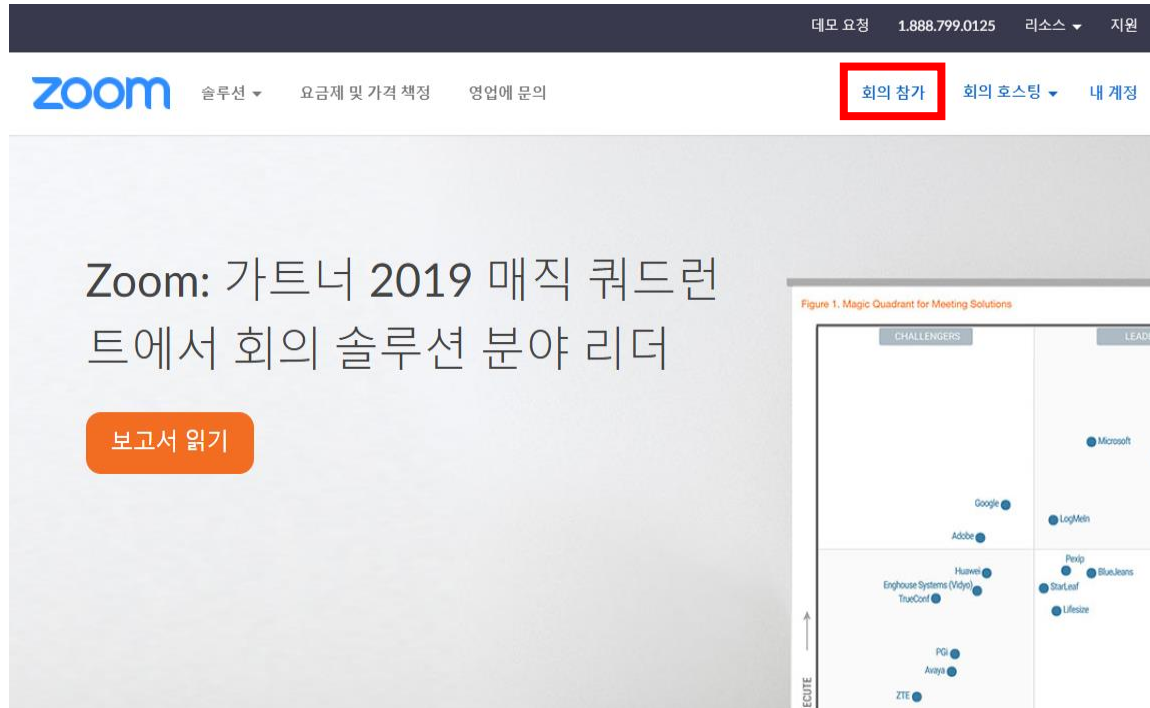 데모 요청 1.888.799.0125 리소스 지원
zoom 솔루션 요금제 및 가격 책정 영업에 문의 회의 참가 회의 호스팅 내 계정
Zoom: 가트너 2019 매직 쿼드런
트에서 회의 솔루션 분야 리더
보고서 읽기
Figure 1. Magic Quadrant for Meeting Solutions
CHALLENGERS LEAD
Microsoft
Google
LogMeIn
Adobe
Pexip
Huawei
BlueJeans
Enghouse Systems (Vidyo)
StarLeaf
TrueConf
Lifesize
PGi
Avaya
ZTE
ECUTE